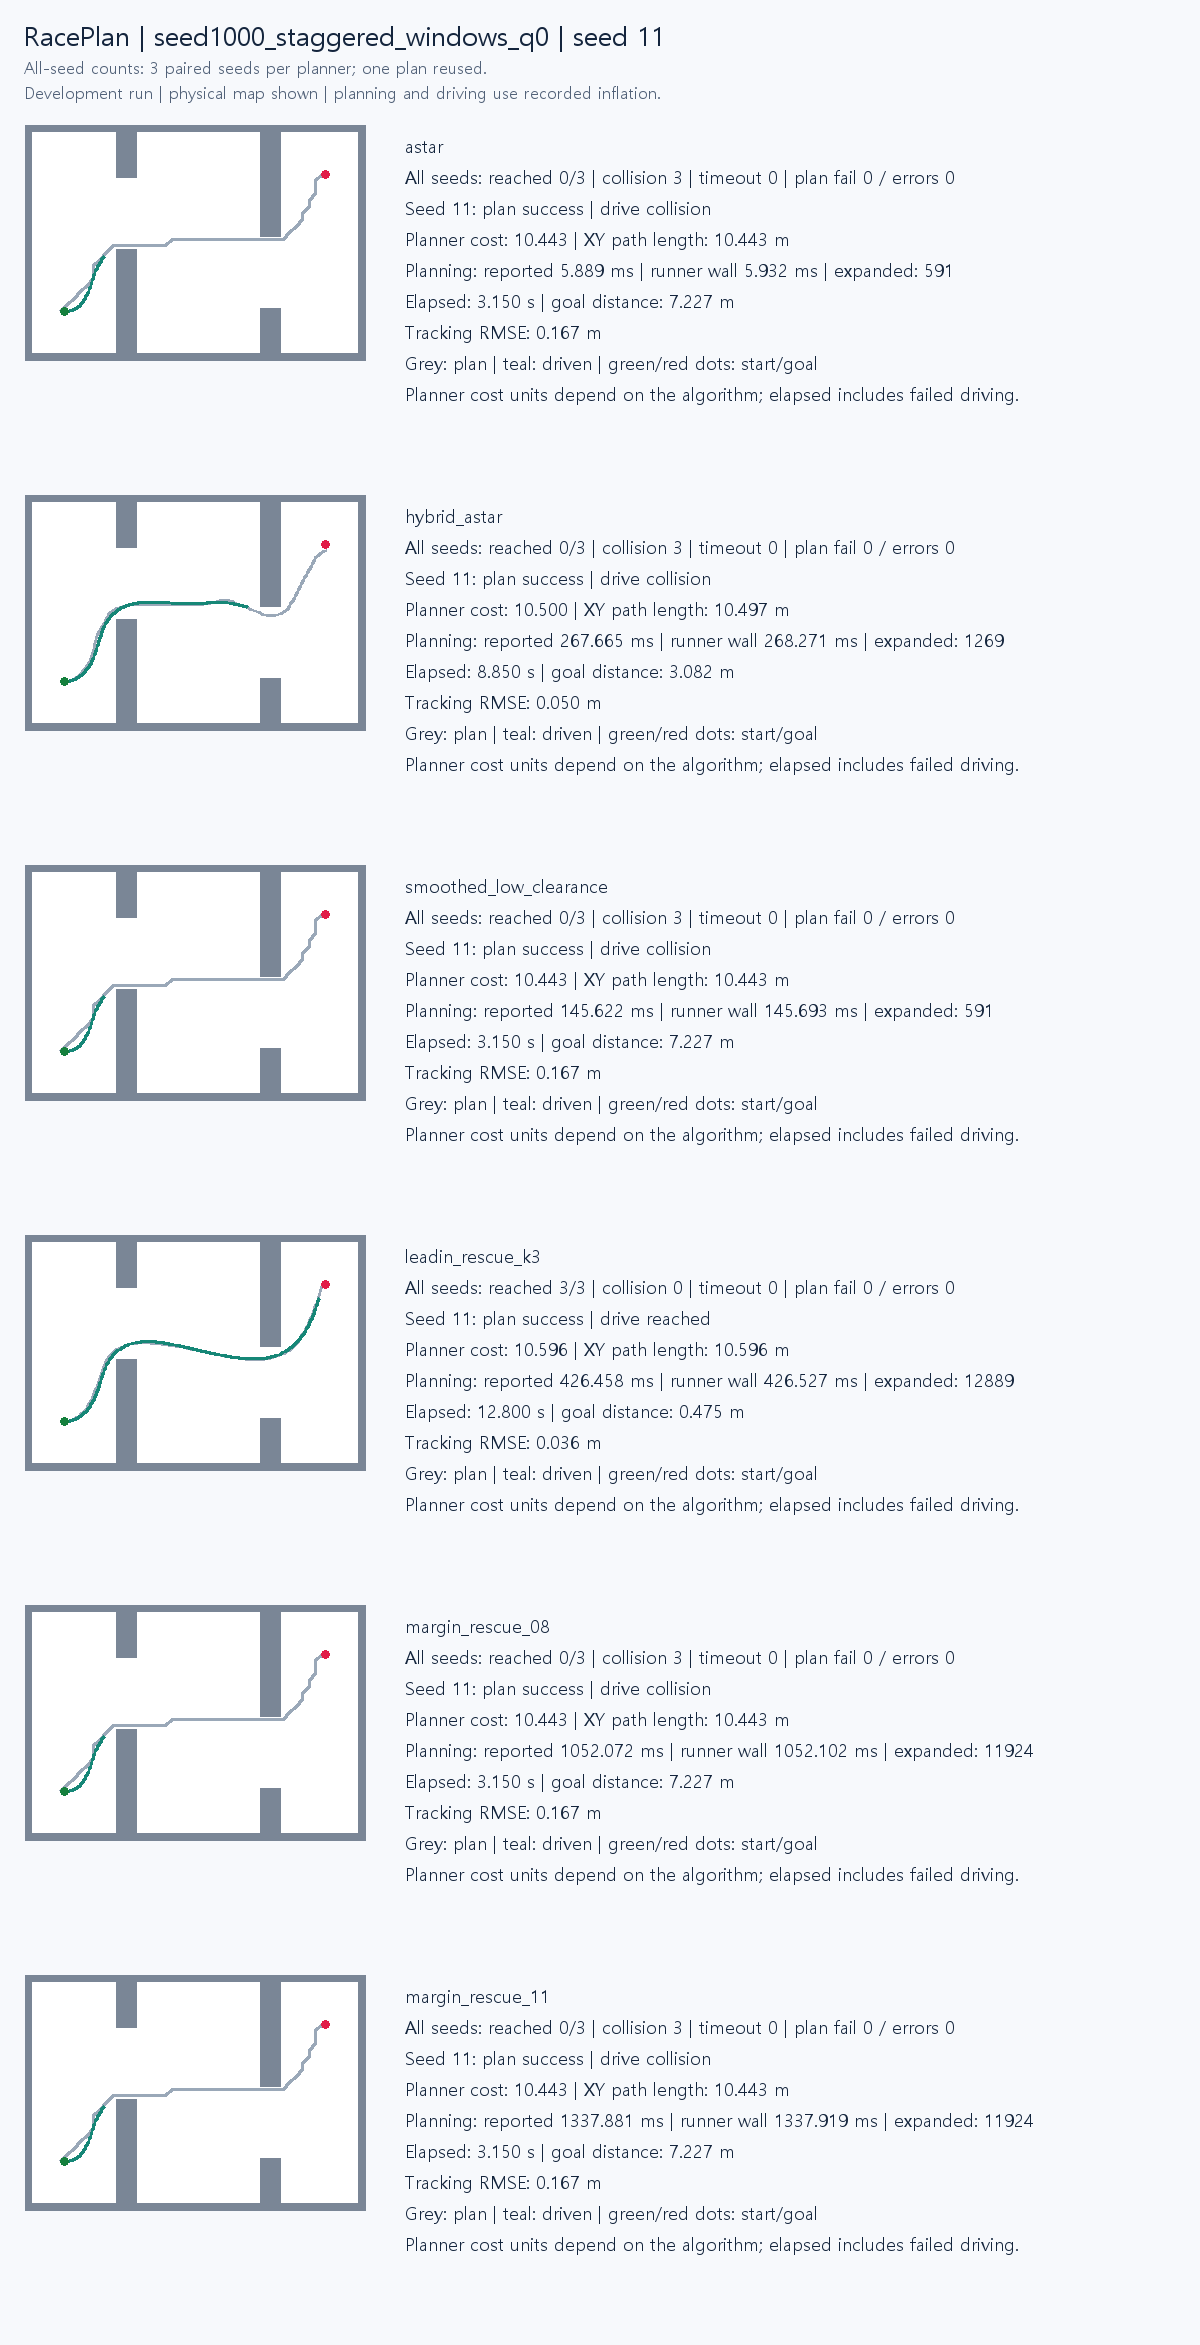 RacePlan | seed1000_staggered_windows_q0 | seed 11
All-seed counts: 3 paired seeds per planner; one plan reused.
Development run | physical map shown | planning and driving use recorded inflation.
astar
All seeds: reached 0/3 | collision 3 | timeout 0 | plan fail 0 / errors 0
Seed 11: plan success | drive collision
Planner cost: 10.443 | XY path length: 10.443 m
Planning: reported 5.889 ms | runner wall 5.932 ms | expanded: 591
Elapsed: 3.150 s | goal distance: 7.227 m
Tracking RMSE: 0.167 m
Grey: plan | teal: driven | green/red dots: start/goal
Planner cost units depend on the algorithm; elapsed includes failed driving.
hybrid_astar
All seeds: reached 0/3 | collision 3 | timeout 0 | plan fail 0 / errors 0
Seed 11: plan success | drive collision
Planner cost: 10.500 | XY path length: 10.497 m
Planning: reported 267.665 ms | runner wall 268.271 ms | expanded: 1269
Elapsed: 8.850 s | goal distance: 3.082 m
Tracking RMSE: 0.050 m
Grey: plan | teal: driven | green/red dots: start/goal
Planner cost units depend on the algorithm; elapsed includes failed driving.
smoothed_low_clearance
All seeds: reached 0/3 | collision 3 | timeout 0 | plan fail 0 / errors 0
Seed 11: plan success | drive collision
Planner cost: 10.443 | XY path length: 10.443 m
Planning: reported 145.622 ms | runner wall 145.693 ms | expanded: 591
Elapsed: 3.150 s | goal distance: 7.227 m
Tracking RMSE: 0.167 m
Grey: plan | teal: driven | green/red dots: start/goal
Planner cost units depend on the algorithm; elapsed includes failed driving.
leadin_rescue_k3
All seeds: reached 3/3 | collision 0 | timeout 0 | plan fail 0 / errors 0
Seed 11: plan success | drive reached
Planner cost: 10.596 | XY path length: 10.596 m
Planning: reported 426.458 ms | runner wall 426.527 ms | expanded: 12889
Elapsed: 12.800 s | goal distance: 0.475 m
Tracking RMSE: 0.036 m
Grey: plan | teal: driven | green/red dots: start/goal
Planner cost units depend on the algorithm; elapsed includes failed driving.
margin_rescue_08
All seeds: reached 0/3 | collision 3 | timeout 0 | plan fail 0 / errors 0
Seed 11: plan success | drive collision
Planner cost: 10.443 | XY path length: 10.443 m
Planning: reported 1052.072 ms | runner wall 1052.102 ms | expanded: 11924
Elapsed: 3.150 s | goal distance: 7.227 m
Tracking RMSE: 0.167 m
Grey: plan | teal: driven | green/red dots: start/goal
Planner cost units depend on the algorithm; elapsed includes failed driving.
margin_rescue_11
All seeds: reached 0/3 | collision 3 | timeout 0 | plan fail 0 / errors 0
Seed 11: plan success | drive collision
Planner cost: 10.443 | XY path length: 10.443 m
Planning: reported 1337.881 ms | runner wall 1337.919 ms | expanded: 11924
Elapsed: 3.150 s | goal distance: 7.227 m
Tracking RMSE: 0.167 m
Grey: plan | teal: driven | green/red dots: start/goal
Planner cost units depend on the algorithm; elapsed includes failed driving.